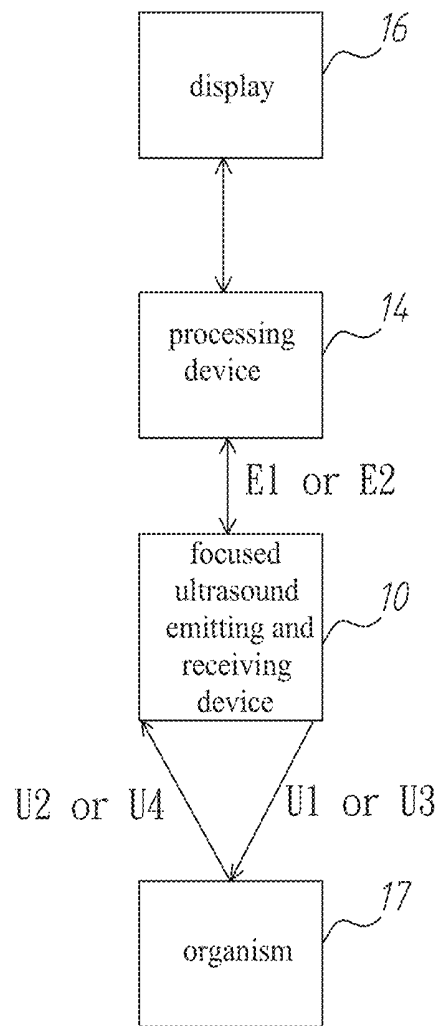 16
display
14
processing
device
E1 or E2
focused
ultrasound
emitting and
receiving
device
10
U2 or U4
U1 or U3
17
organism